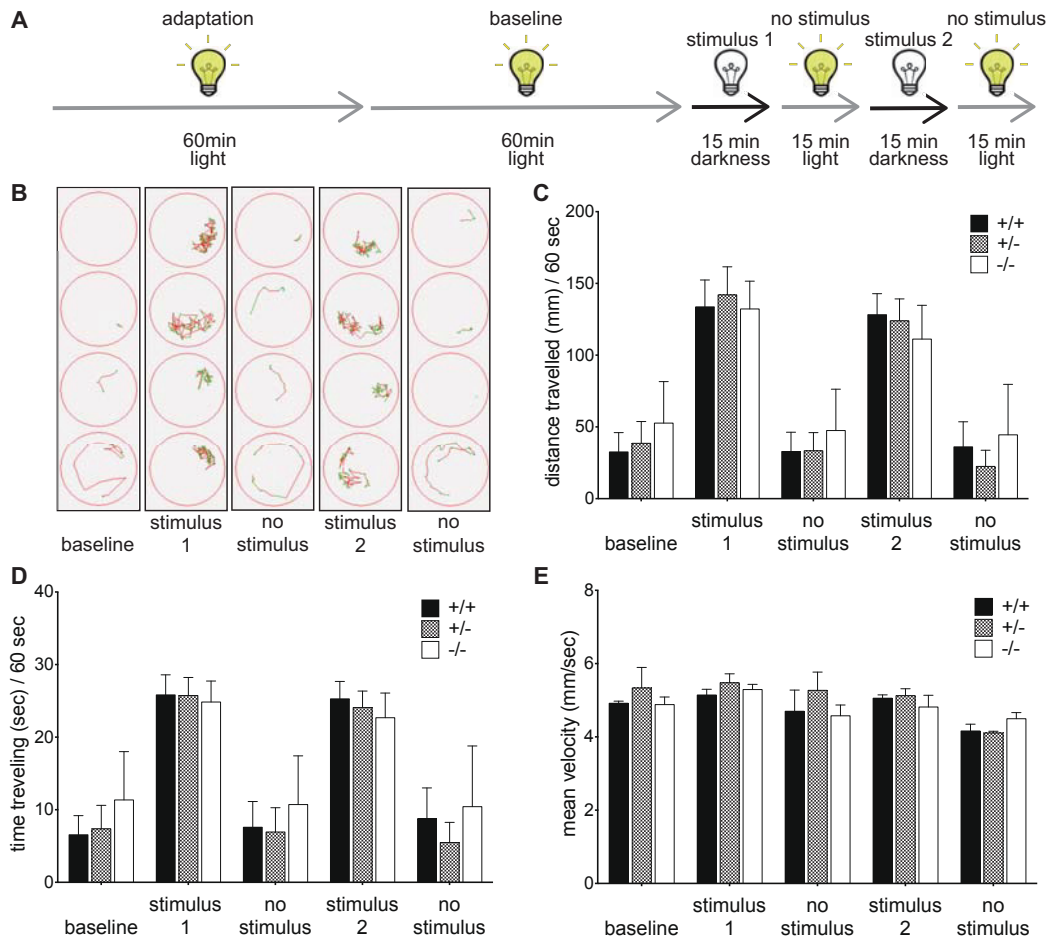 A
adaptation
baseline
stimulus 1
no stimulus
stimulus 2
no stimulus
60min
light
60min
light
15 min
darkness
15 min
light
15 min
darkness
15 min
light
B
baseline
stimulus
1
no
stimulus
stimulus
2
no
stimulus
C
distance travelled (mm) / 60 sec
200
150
100
50
0
+/+
+/-
-/-
baseline
stimulus
1
no
stimulus
stimulus
2
no
stimulus
D
time treveling (sec) / 60 sec
40
30
20
10
0
+/+
+/-
-/-
baseline
stimulus
1
no
stimulus
stimulus
2
no
stimulus
E
mean velocity (mm/sec)
8
6
4
2
0
+/+
+/-
-/-
baseline
stimulus
1
no
stimulus
stimulus
2
no
stimulus